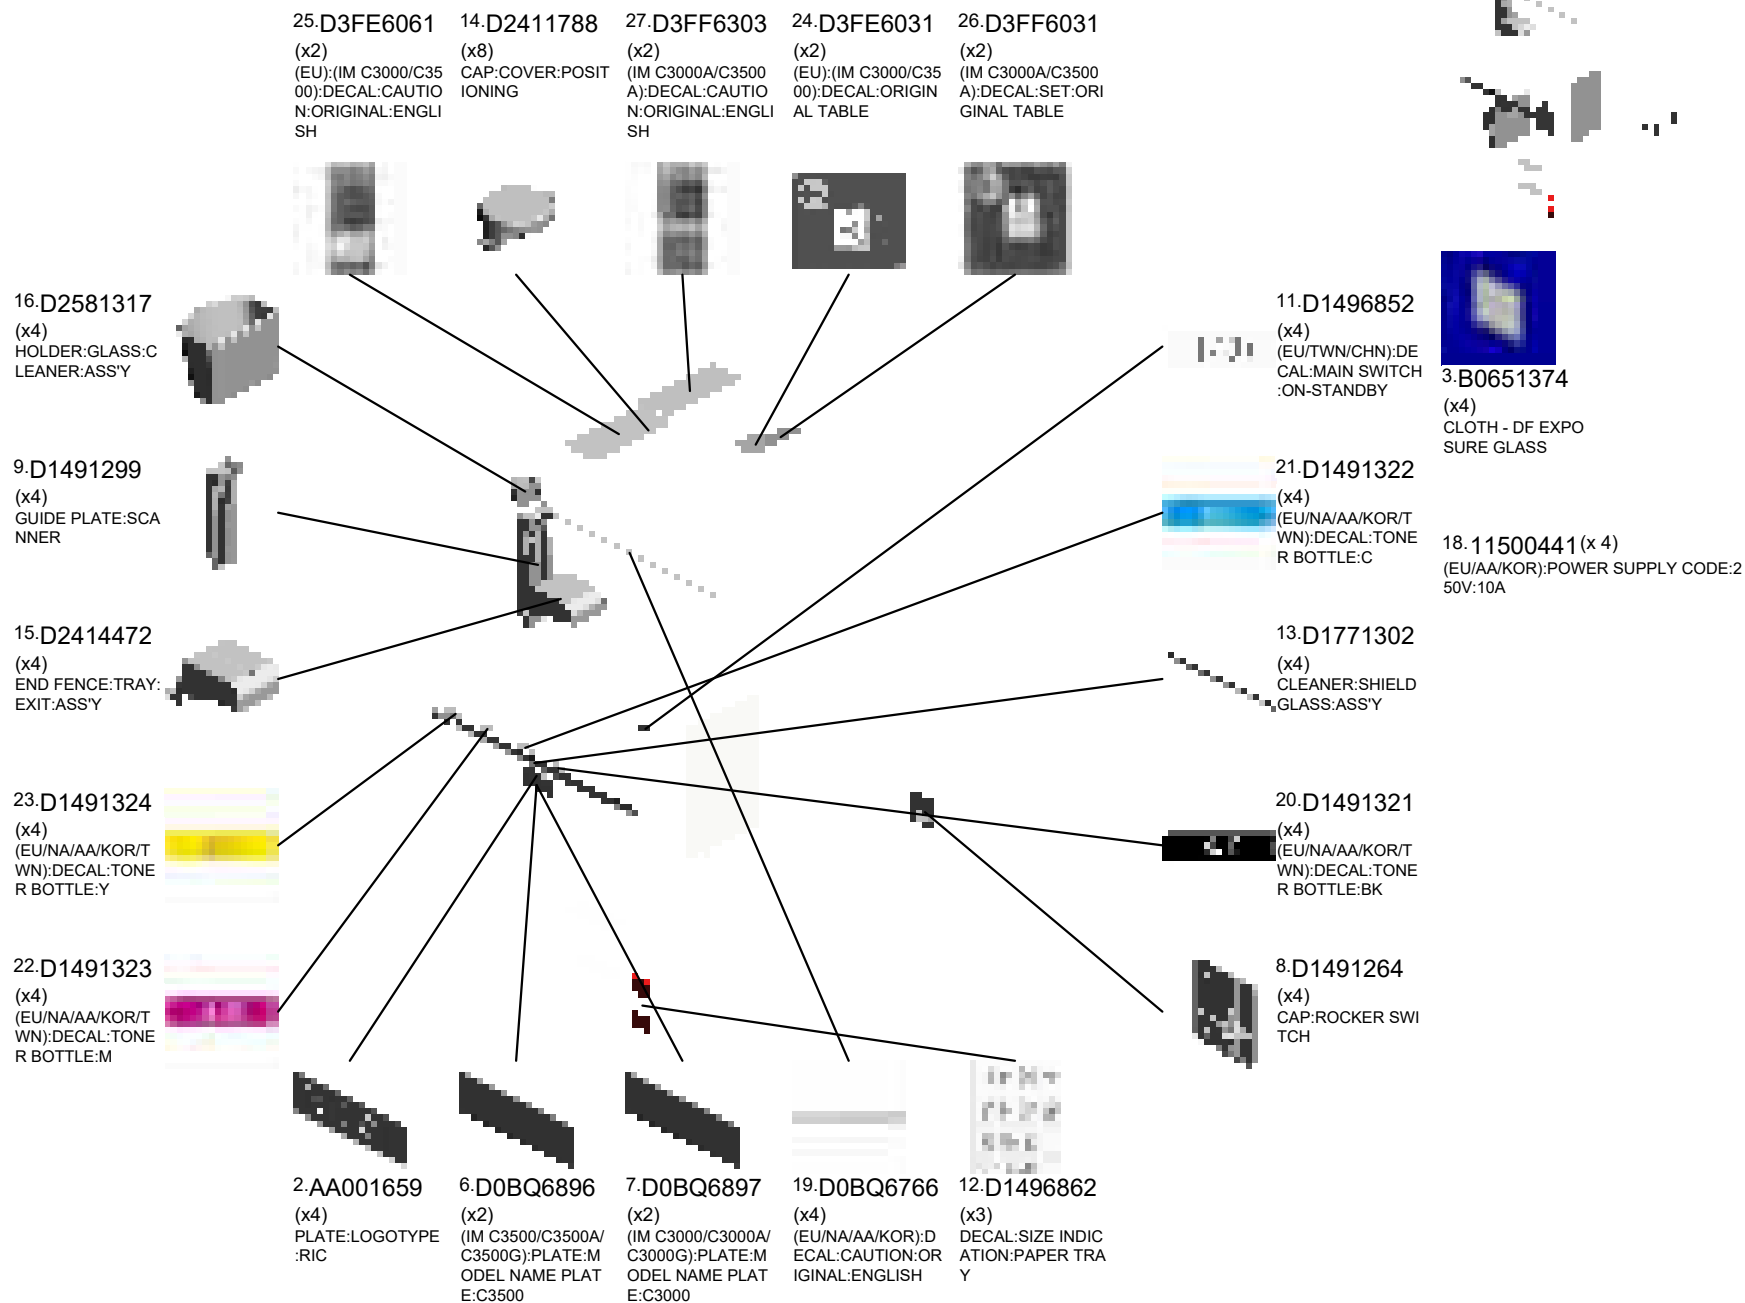 25.D3FE6061
(x2)
(EU):(IM C3000/C35
00):DECAL:CAUTIO
N:ORIGINAL:ENGLI
SH
14.D2411788
(x8)
CAP:COVER:POSIT
IONING
27.D3FF6303
(x2)
(IM C3000A/C3500
A):DECAL:CAUTIO
N:ORIGINAL:ENGLI
SH
24.D3FE6031
(x2)
(EU):(IM C3000/C35
00):DECAL:ORIGIN
AL TABLE
26.D3FF6031
(x2)
(IM C3000A/C3500
A):DECAL:SET:ORI
GINAL TABLE
16.D2581317
(x4)
HOLDER:GLASS:C
LEANER:ASS'Y
11.D1496852
(x4)
(EU/TWN/CHN):DE
CAL:MAIN SWITCH
:ON-STANDBY
3.B0651374
(x4)
CLOTH - DF EXPO
SURE GLASS
9.D1491299
(x4)
GUIDE PLATE:SCA
NNER
21.D1491322
(x4)
(EU/NA/AA/KOR/T
WN):DECAL:TONE
R BOTTLE:C
18.11500441(x 4)
(EU/AA/KOR):POWER SUPPLY CODE:2
50V:10A
15.D2414472
(x4)
END FENCE:TRAY:
EXIT:ASS'Y
13.D1771302
(x4)
CLEANER:SHIELD
GLASS:ASS'Y
23.D1491324
(x4)
(EU/NA/AA/KOR/T
WN):DECAL:TONE
R BOTTLE:Y
20.D1491321
(x4)
(EU/NA/AA/KOR/T
WN):DECAL:TONE
R BOTTLE:BK
22.D1491323
(x4)
(EU/NA/AA/KOR/T
WN):DECAL:TONE
R BOTTLE:M
8.D1491264
(x4)
CAP:ROCKER SWI
TCH
2.AA001659
(x4)
PLATE:LOGOTYPE
:RIC
6.D0BQ6896
(x2)
(IM C3500/C3500A/
C3500G):PLATE:M
ODEL NAME PLAT
E:C3500
7.D0BQ6897
(x2)
(IM C3000/C3000A/
C3000G):PLATE:M
ODEL NAME PLAT
E:C3000
19.D0BQ6766
(x4)
(EU/NA/AA/KOR):D
ECAL:CAUTION:OR
IGINAL:ENGLISH
12.D1496862
(x3)
DECAL:SIZE INDIC
ATION:PAPER TRA
Y